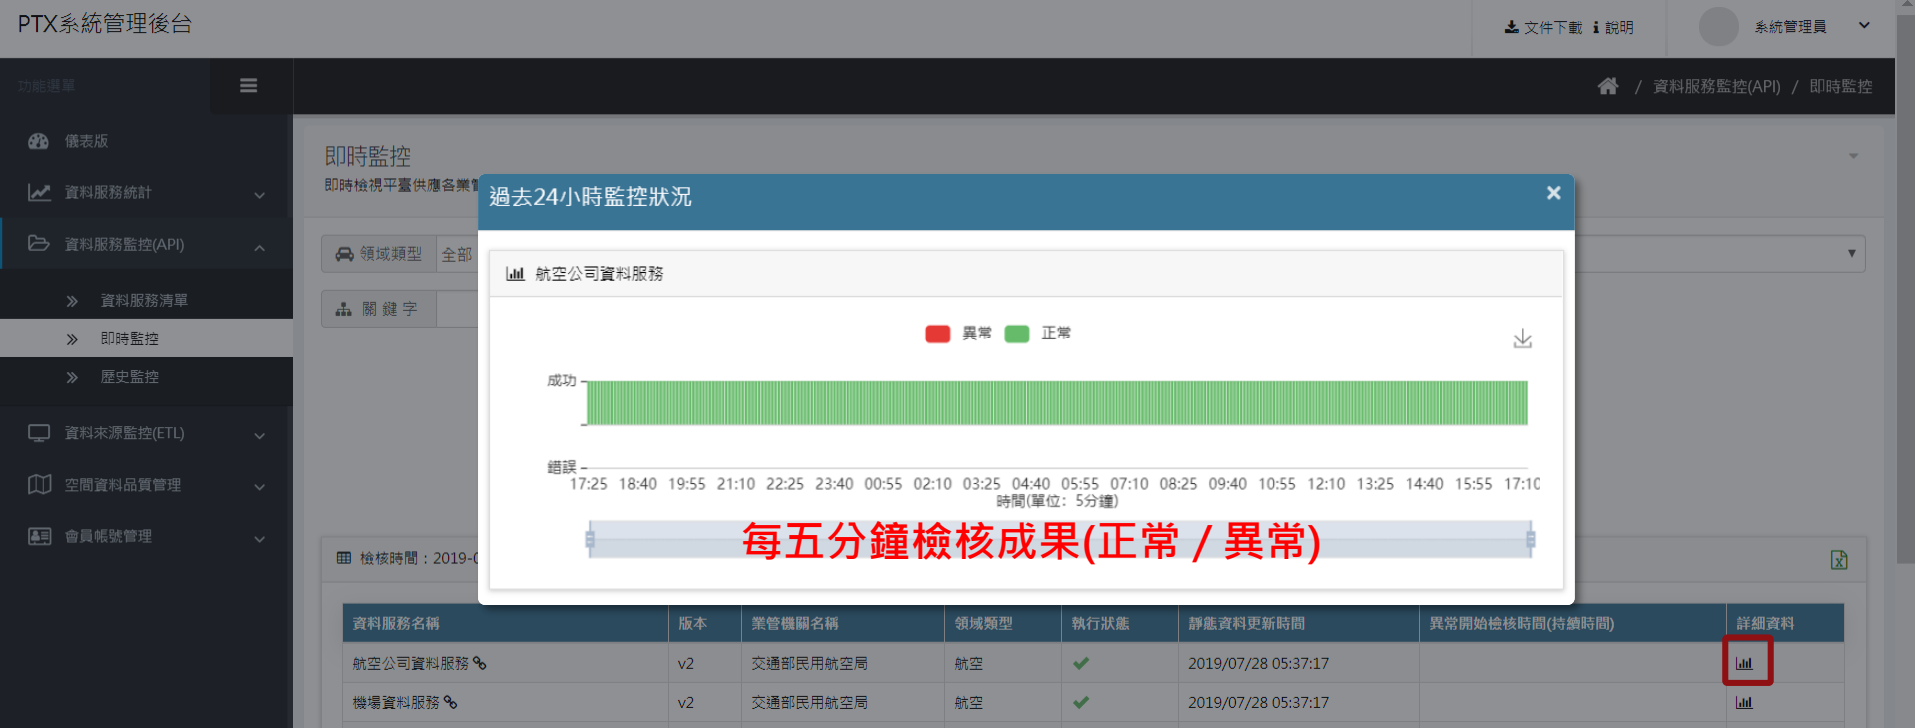 PTX系統管理後台
文件下載 說明
系統管理員
功能選單
/ 資料服務監控(API) / 即時監控
儀表版
資料服務統計
資料服務監控(API)
資料服務清單
即時監控
歷史監控
資料來源監控(ETL)
空間資料品質管理
會員帳號管理
即時監控
即時檢視平臺供應各業
領域類型 全部
關 鍵 字
過去24小時監控狀況 ×
航空公司資料服務
異常 正常
成功
錯誤
17:25 18:40 19:55 21:10 22:25 23:40 00:55 02:10 03:25 04:40 05:55 07:10 08:25 09:40 10:55 12:10 13:25 14:40 15:55 17:10
時間(單位：5分鐘)
每五分鐘檢核成果(正常 / 異常)
檢核時間：2019-
資料服務名稱 版本 業管機關名稱 領域類型 執行狀態 靜態資料更新時間 異常開始檢核時間(持續時間) 詳細資料
航空公司資料服務 v2 交通部民用航空局 航空 2019/07/28 05:37:17
機場資料服務 v2 交通部民用航空局 航空 2019/07/28 05:37:17